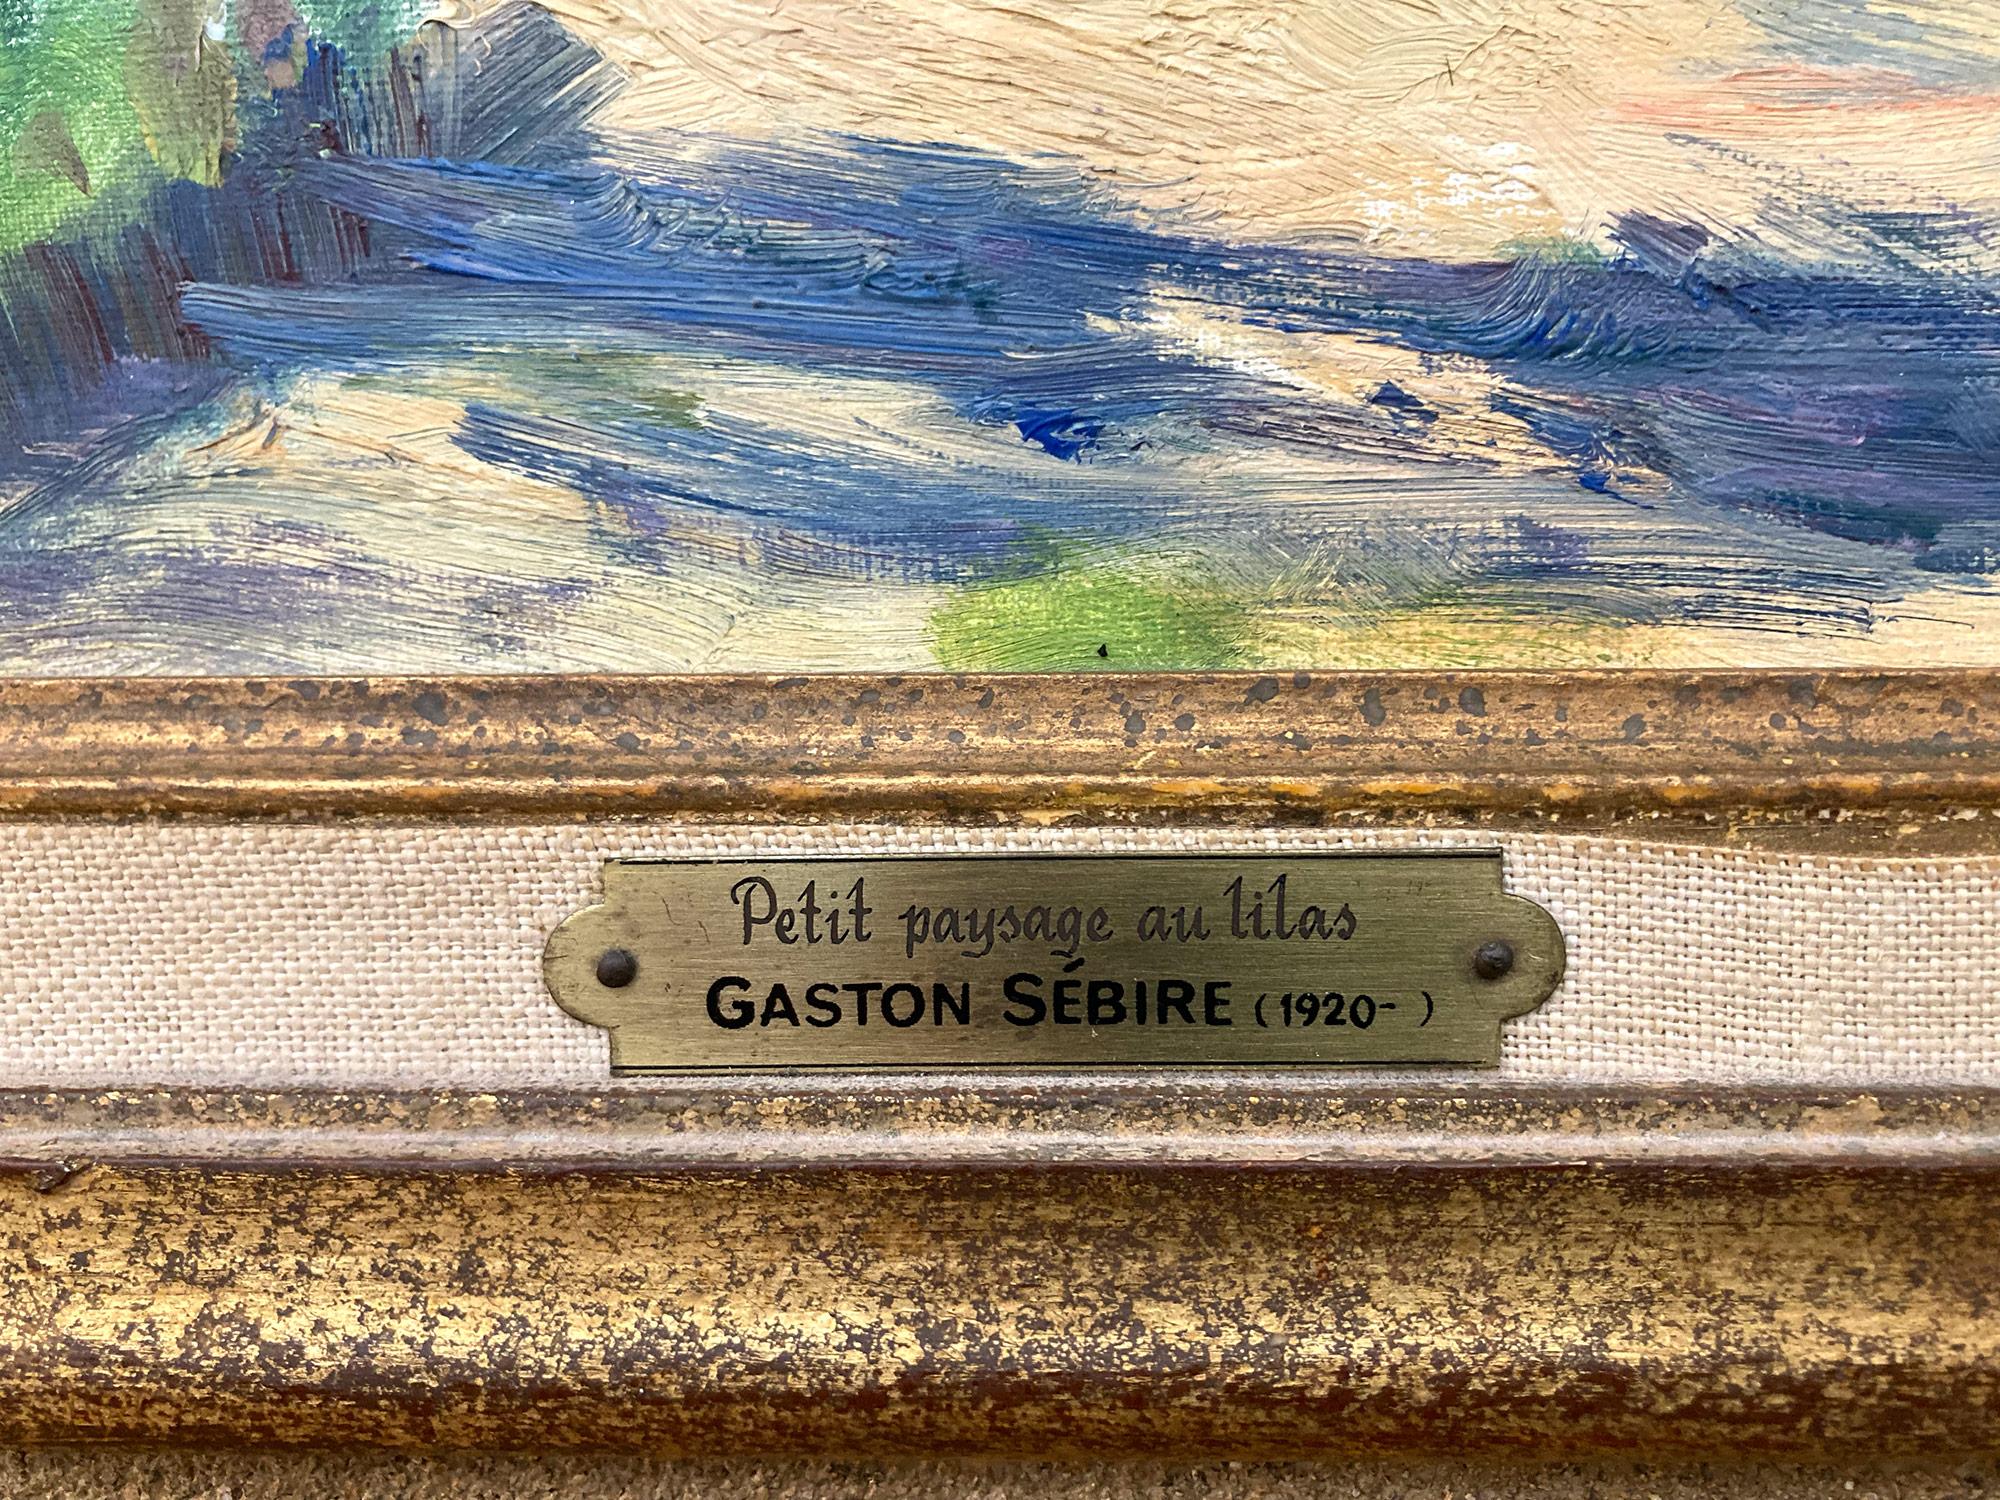 Petit paysage au lilas
GASTON SÉBIRE (1920- )